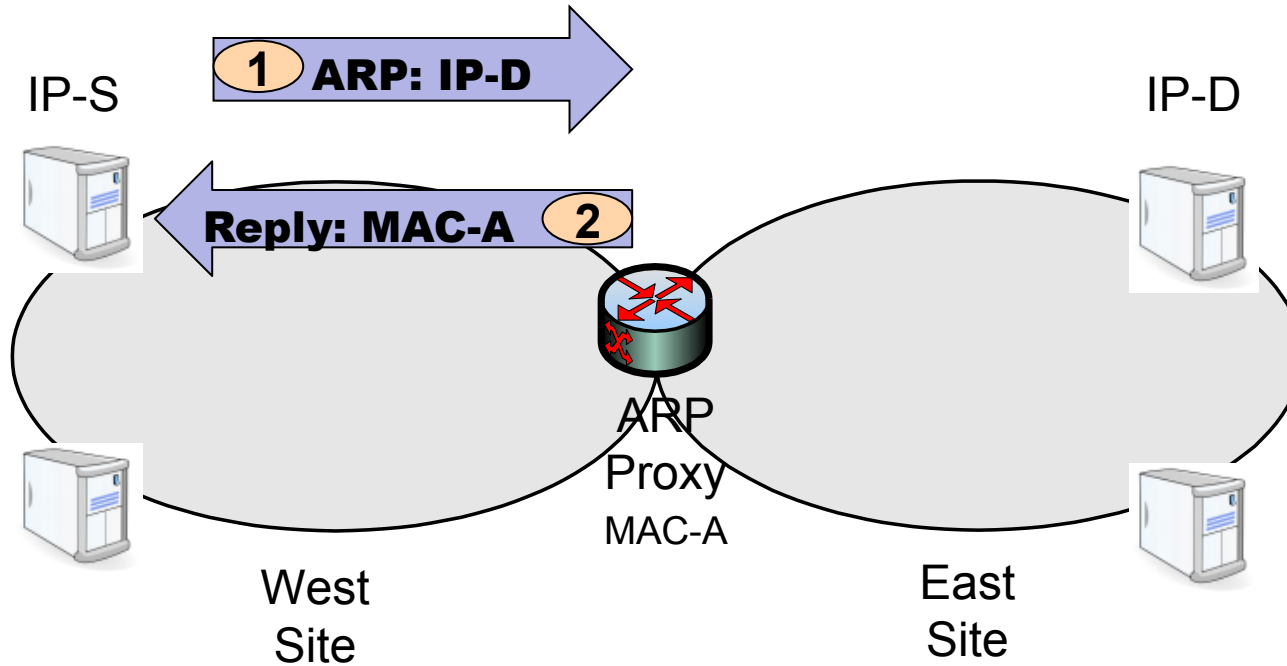 1 ARP: IP-D
IP-S
IP-D
Reply: MAC-A 2
ARP
Proxy
MAC-A
West
Site
East
Site